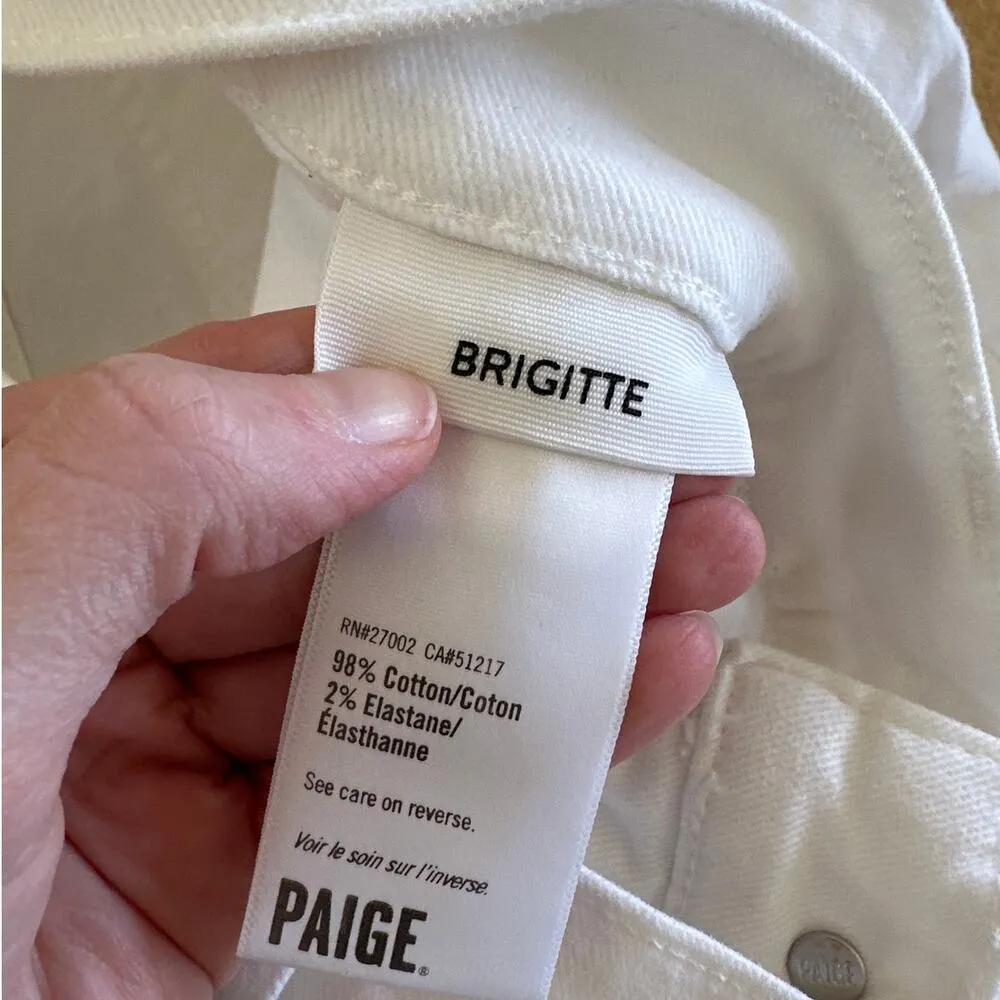 BRIGITTE
RN#27002 CA#51217
98% Cotton/Coton
2% Elastane/
Élasthanne
See care on reverse.
Voir le soin sur l'inverse.
PAIGE®
PAIGE